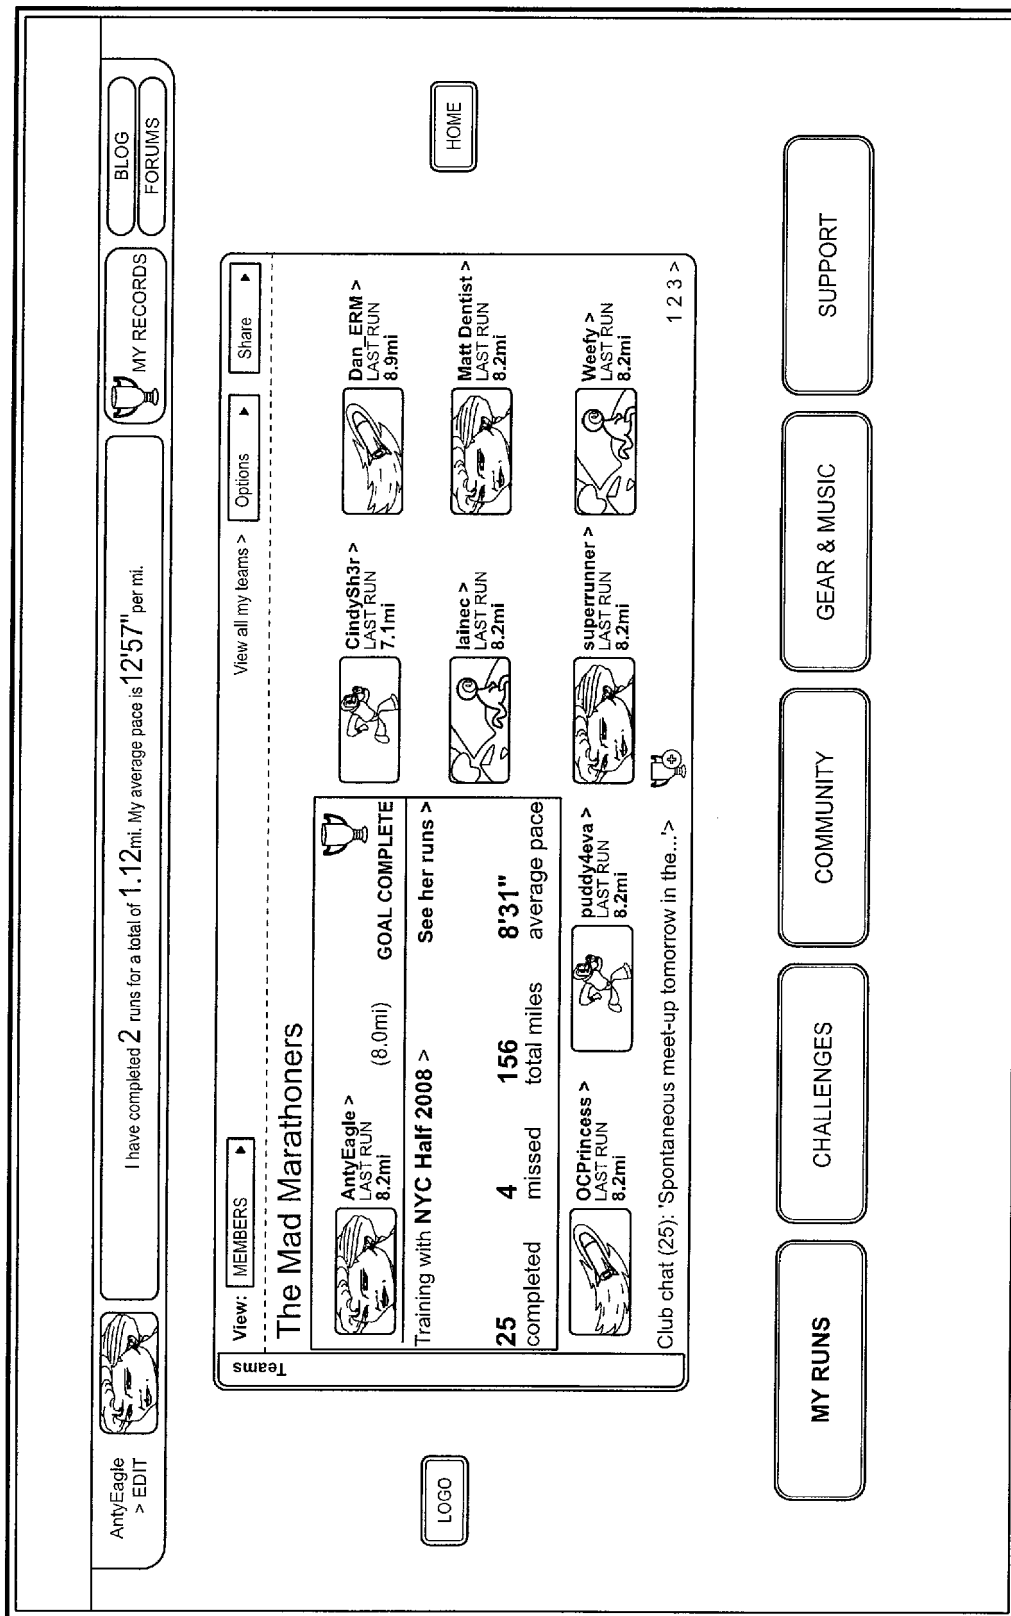 AntyEagle
> EDIT
I have completed 2 runs for a total of 1.12mi. My average pace is 12'57" per mi.
MY RECORDS
BLOG
FORUMS
LOGO
HOME
Teams
View: MEMBERS
View all my teams >
Options
Share
The Mad Marathoners
AntyEagle >
LAST RUN
8.2mi
(8.0mi)
GOAL COMPLETE
Training with NYC Half 2008 >
See her runs >
25
completed
4
missed
156
total miles
8'31"
average pace
CindySh3r >
LAST RUN
7.1mi
Dan_ERM >
LAST RUN
8.9mi
lainec >
LAST RUN
8.2mi
Matt Dentist >
LAST RUN
8.2mi
OCPrincess >
LAST RUN
8.2mi
puddy4eva >
LAST RUN
8.2mi
superrunner >
LAST RUN
8.2mi
Weefy >
LAST RUN
8.2mi
Club chat (25): 'Spontaneous meet-up tomorrow in the...'>
1 2 3 >
MY RUNS
CHALLENGES
COMMUNITY
GEAR & MUSIC
SUPPORT